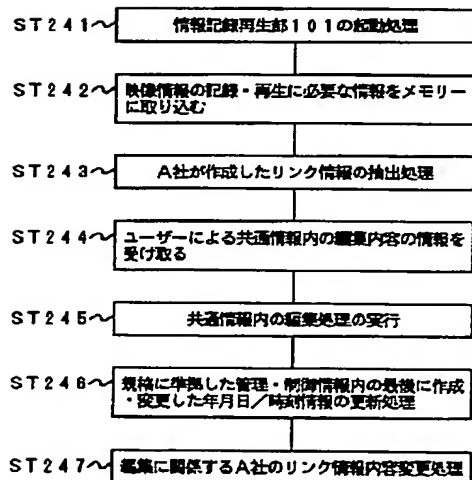 ST241 情報記録再生部101の起動処理
ST242 映像情報の記録・再生に必要な情報をメモリー
に取り込む
ST243 A社が作成したリンク情報の抽出処理
ST244 ユーザーによる共通情報内の編集内容の情報を
受け取る
ST245 共通情報内の編集処理の実行
ST246 規格に準拠した管理・制御情報内の最後に作成
・変更した年月日/時刻情報の更新処理
ST247 編集に関係するA社のリンク情報内容変更処理